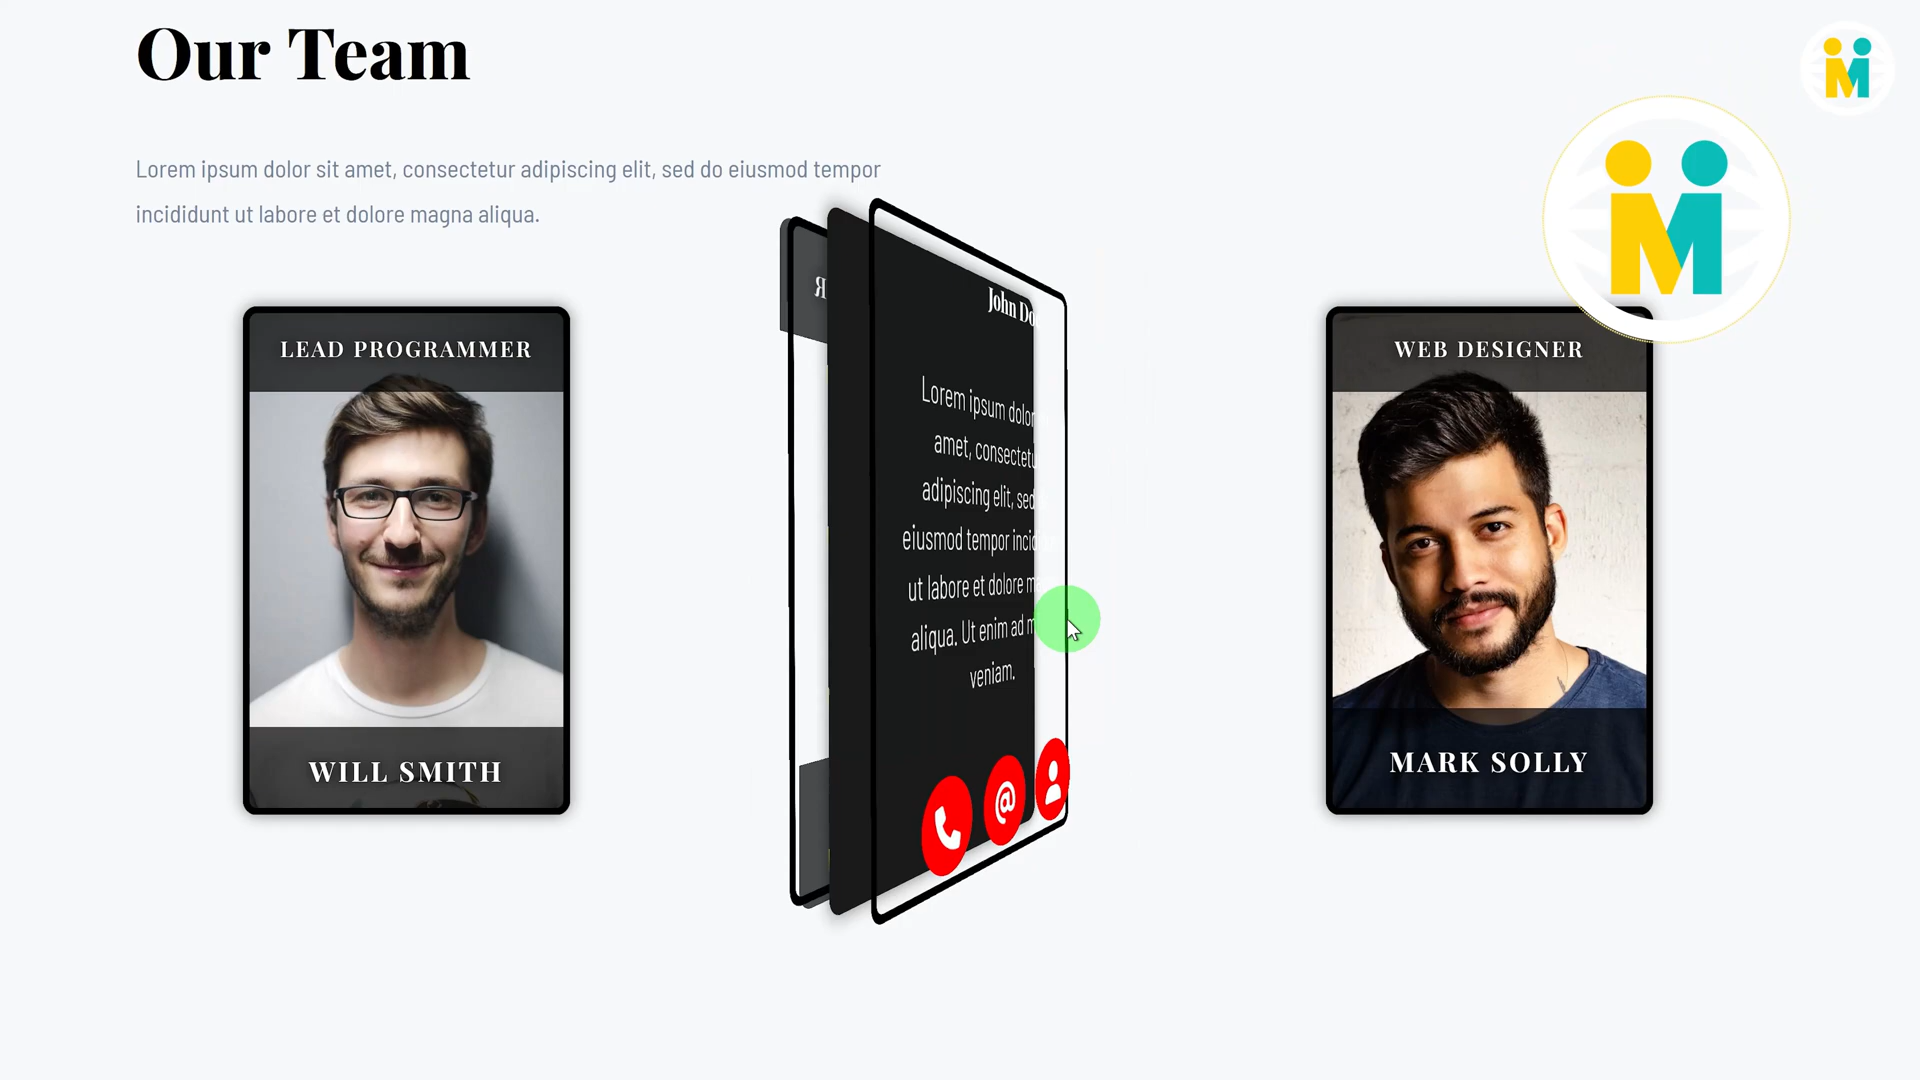 Our Team
Lorem ipsum dolor sit amet, consectetur adipiscing elit, sed do eiusmod tempor
incididunt ut labore et dolore magna aliqua.
LEAD PROGRAMMER
WILL SMITH
John Do
Lorem ipsum dolor
amet, consectetu
adipiscing elit, sed
eiusmod tempor incid
ut labore et dolore m
aliqua. Ut enim ad m
veniam.
@
WEB DESIGNER
MARK SOLLY
M
M